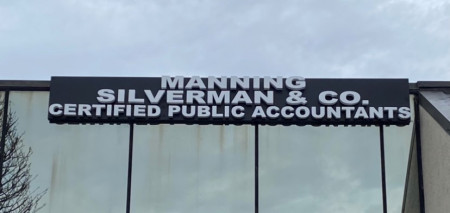 MANNING
SILVERMAN & CO.
CERTIFIED PUBLIC ACCOUNTANTS